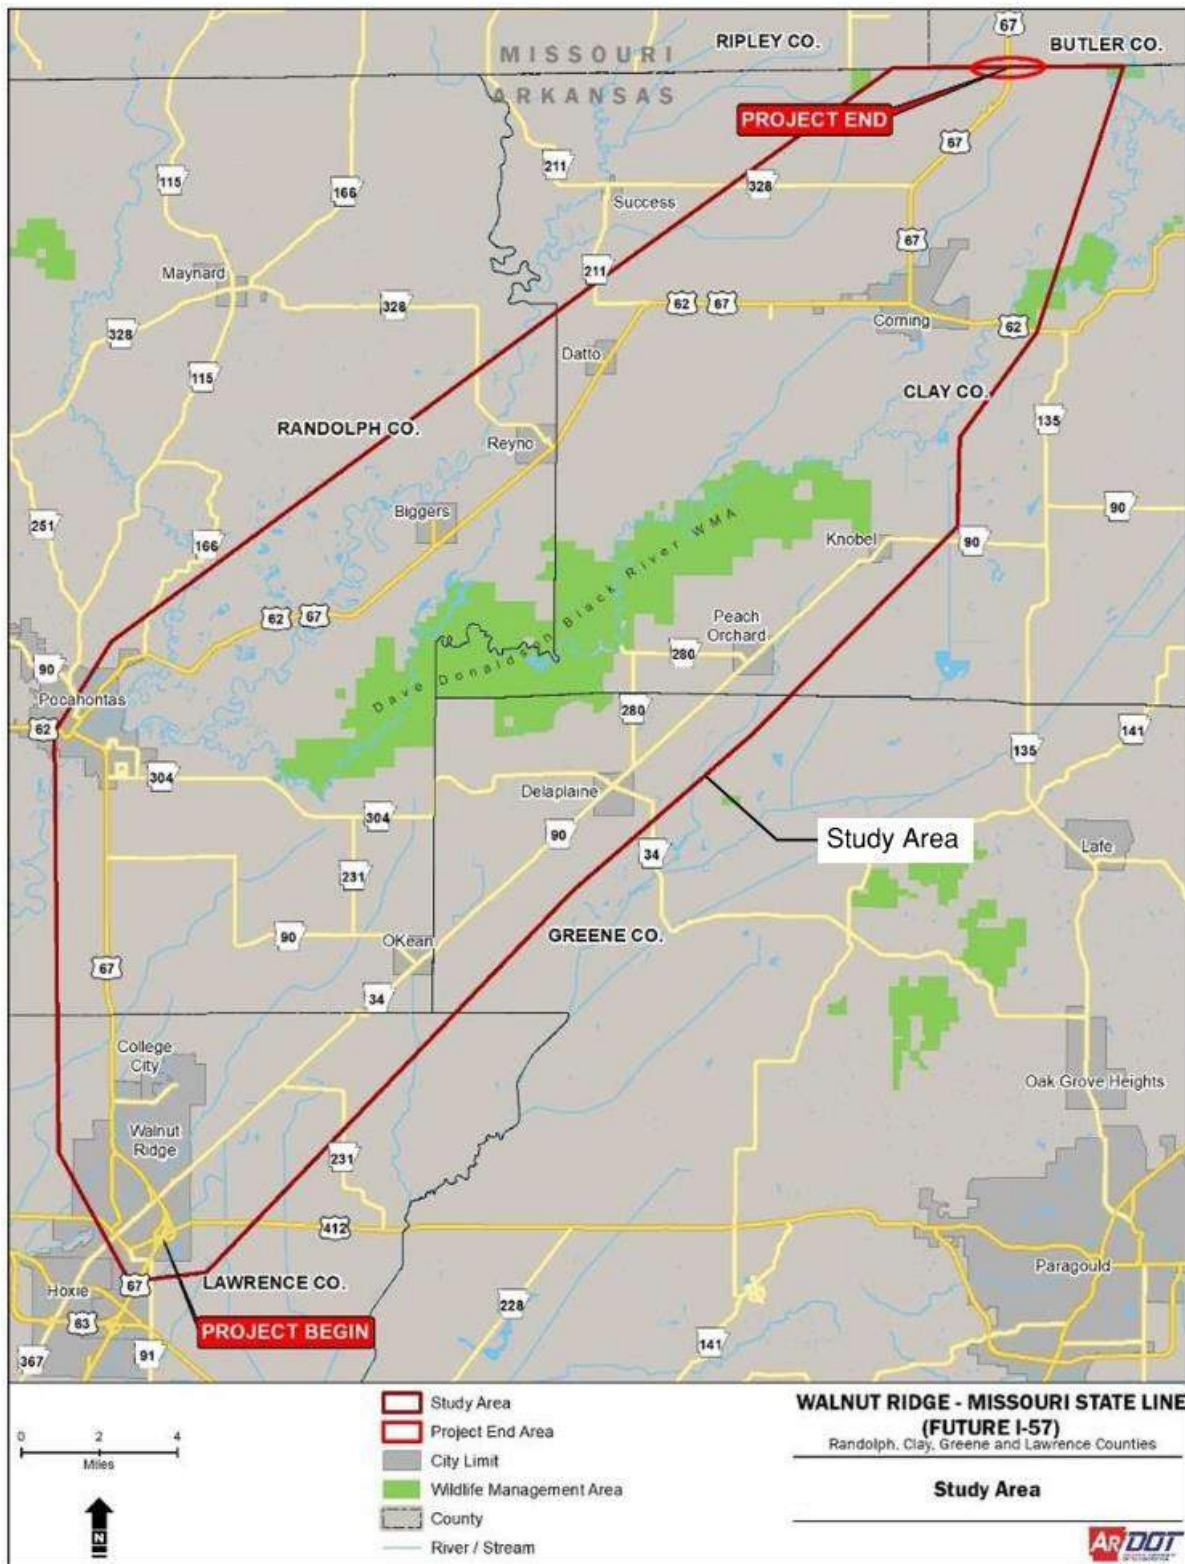 67
RIPLEY CO.
BUTLER CO.
MISSOURI
ARKANSAS
PROJECT END
67
211
115
166
328
Success
67
Maynard
211
328
62
67
Corning
62
328
Datto
115
CLAY CO.
RANDOLPH CO.
135
Reyno
90
251
Biggers
Dave Donaldson Black River WMA
166
Knobel
90
62
67
Peach
Orchard
280
90
Pocahontas
280
62
141
135
304
Delaplaine
304
90
Study Area
34
Lafe
231
90
OKean
GREENE CO.
67
34
College
City
Oak Grove Heights
Walnut
Ridge
231
412
Paragould
67
LAWRENCE CO.
Hoxie
228
63
PROJECT BEGIN
141
367
91
0 2 4
Miles
N
Study Area
Project End Area
City Limit
Wildlife Management Area
County
River / Stream
WALNUT RIDGE - MISSOURI STATE LINE
(FUTURE I-57)
Randolph, Clay, Greene and Lawrence Counties
Study Area
ARDOT